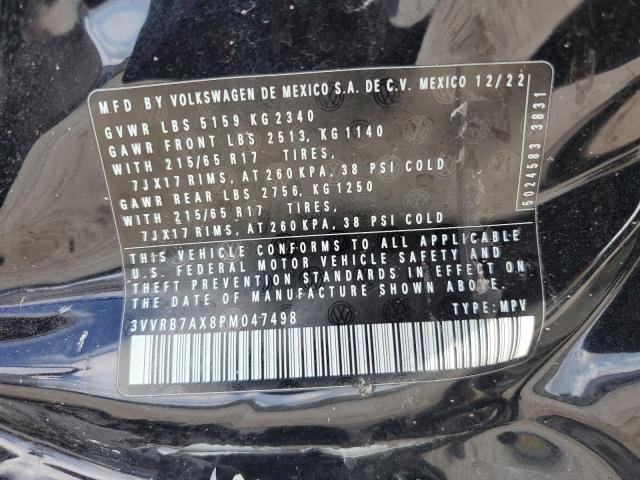 MFD BY VOLKSWAGEN DE MEXICO S.A. DE C.V. MEXICO 12/22
GVWR LBS 5159 KG 2340
GAWR FRONT LBS 2513, KG 1140
WITH 215/65 R17 TIRES,
7JX17 RIMS, AT 260 KPA, 38 PSI COLD
GAWR REAR LBS 2756, KG 1250
WITH 215/65 R17 TIRES,
7JX17 RIMS, AT 260 KPA, 38 PSI COLD
THIS VEHICLE CONFORMS TO ALL APPLICABLE
U.S. FEDERAL MOTOR VEHICLE SAFETY AND
THEFT PREVENTION STANDARDS IN EFFECT ON
THE DATE OF MANUFACTURE SHOWN ABOVE.
3VVRB7AX8PM047498 TYPE: MPV
5024583 3831